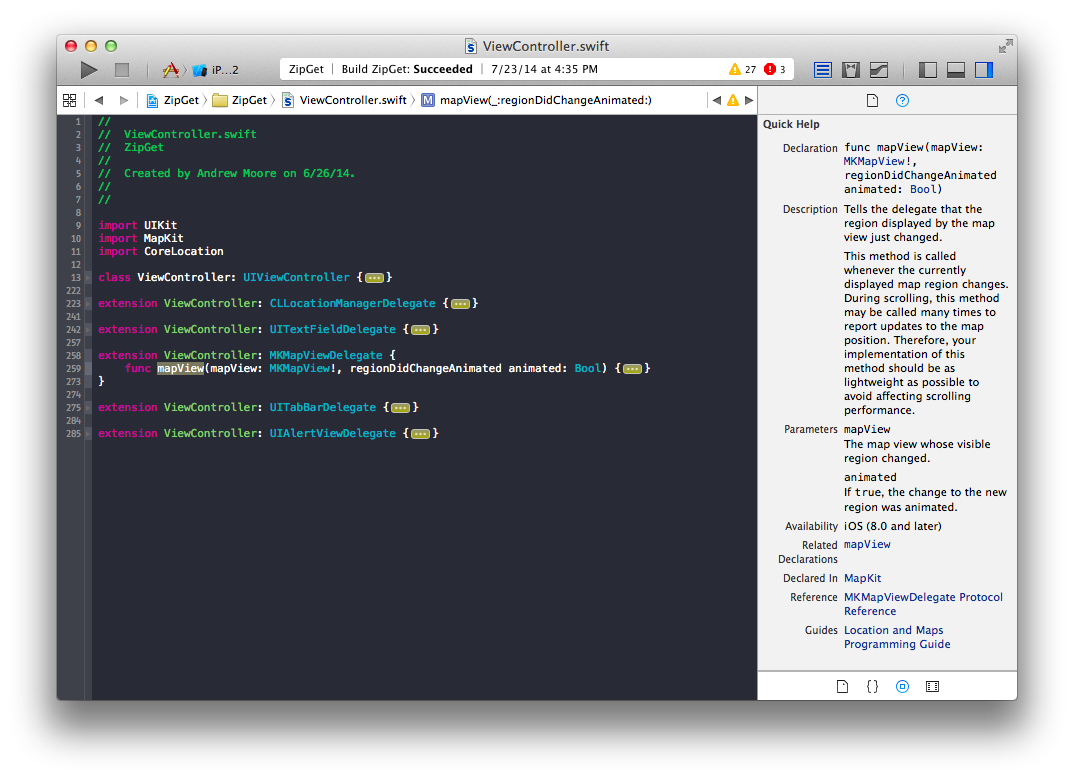 ViewController.swift
iP...2
ZipGet | Build ZipGet: Succeeded | 7/23/14 at 4:35 PM 27 3
ZipGet ZipGet ViewController.swift M mapView(_:regionDidChangeAnimated:)
1 //
2 // ViewController.swift
3 // ZipGet
4 //
5 // Created by Andrew Moore on 6/26/14.
6 //
7 //
8
9 import UIKit
10 import MapKit
11 import CoreLocation
12
13 class ViewController: UIViewController {•••}
222
223 extension ViewController: CLLocationManagerDelegate {•••}
241
242 extension ViewController: UITextFieldDelegate {•••}
257
258 extension ViewController: MKMapViewDelegate {
259 func mapView(mapView: MKMapView!, regionDidChangeAnimated animated: Bool) {•••}
273 }
274
275 extension ViewController: UITabBarDelegate {•••}
284
285 extension ViewController: UIAlertViewDelegate {•••}
Quick Help
Declaration func mapView(mapView:
MKMapView!,
regionDidChangeAnimated
animated: Bool)
Description Tells the delegate that the
region displayed by the map
view just changed.
This method is called
whenever the currently
displayed map region changes.
During scrolling, this method
may be called many times to
report updates to the map
position. Therefore, your
implementation of this
method should be as
lightweight as possible to
avoid affecting scrolling
performance.
Parameters mapView
The map view whose visible
region changed.
animated
If true, the change to the new
region was animated.
Availability iOS (8.0 and later)
Related mapView
Declarations
Declared In MapKit
Reference MKMapViewDelegate Protocol
Reference
Guides Location and Maps
Programming Guide
{}